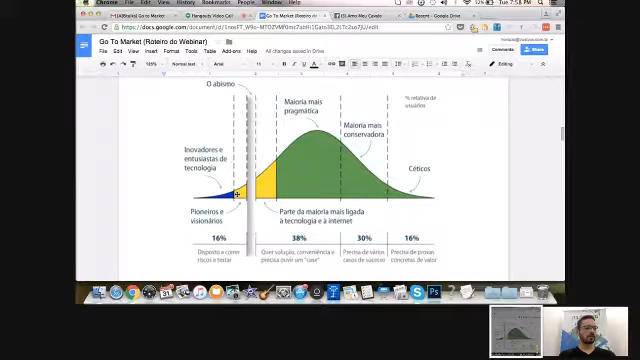 Go To Market (Roteiro do Webinar)
File Edit View Insert Format Tools Table Add-ons Help All changes saved in Drive
Comments
Share
O abismo
% relativa de
usuários
Maioria mais
pragmática
Maioria mais
conservadora
Inovadores e
entusiastas de
tecnologia
Céticos
Pioneiros e
visionários
Parte da maioria mais ligada
à tecnologia e à internet
16% 38% 30% 16%
Disposto a correr
riscos e testar
Quer solução, conveniência e
precisa ouvir um "case"
Precisa de vários
casos de sucesso
Precisa de provas
concretas de valor